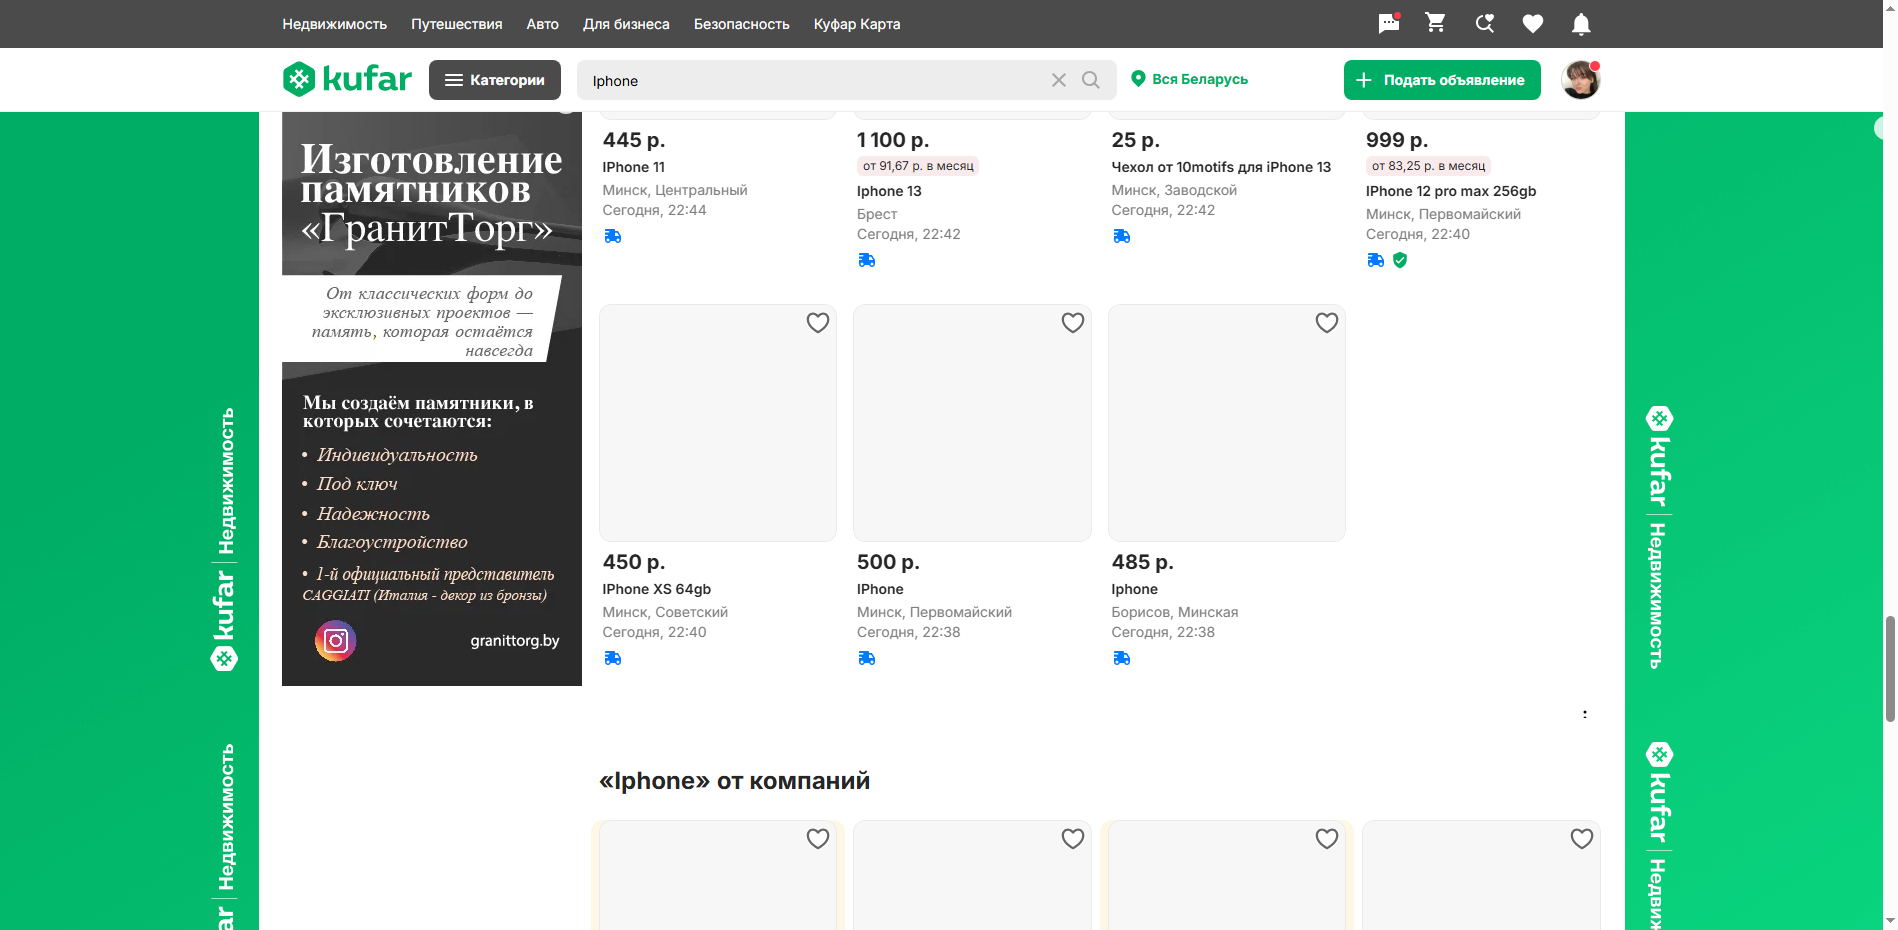 Недвижимость
Путешествия
Авто
Для бизнеса
Безопасность
Куфар Карта
kufar
Категории
Iphone
Вся Беларусь
Подать объявление
Изготовление
памятников
«ГранитТорг»
От классических форм до
эксклюзивных проектов —
память, которая остаётся
навсегда
Мы создаём памятники, в
которых сочетаются:
• Индивидуальность
• Под ключ
• Надежность
• Благоустройство
• 1-й официальный представитель
CAGGIATI (Италия - декор из бронзы)
granittorg.by
445 р.
IPhone 11
Минск, Центральный
Сегодня, 22:44
1 100 р.
от 91,67 р. в месяц
Iphone 13
Брест
Сегодня, 22:42
25 р.
Чехол от 10motifs для iPhone 13
Минск, Заводской
Сегодня, 22:42
999 р.
от 83,25 р. в месяц
IPhone 12 pro max 256gb
Минск, Первомайский
Сегодня, 22:40
450 р.
IPhone XS 64gb
Минск, Советский
Сегодня, 22:40
500 р.
IPhone
Минск, Первомайский
Сегодня, 22:38
485 р.
Iphone
Борисов, Минская
Сегодня, 22:38
«Iphone» от компаний
kufar | Недвижимость
ar | Недвижимость
kufar | Недвижимость
kufar | Недвиж